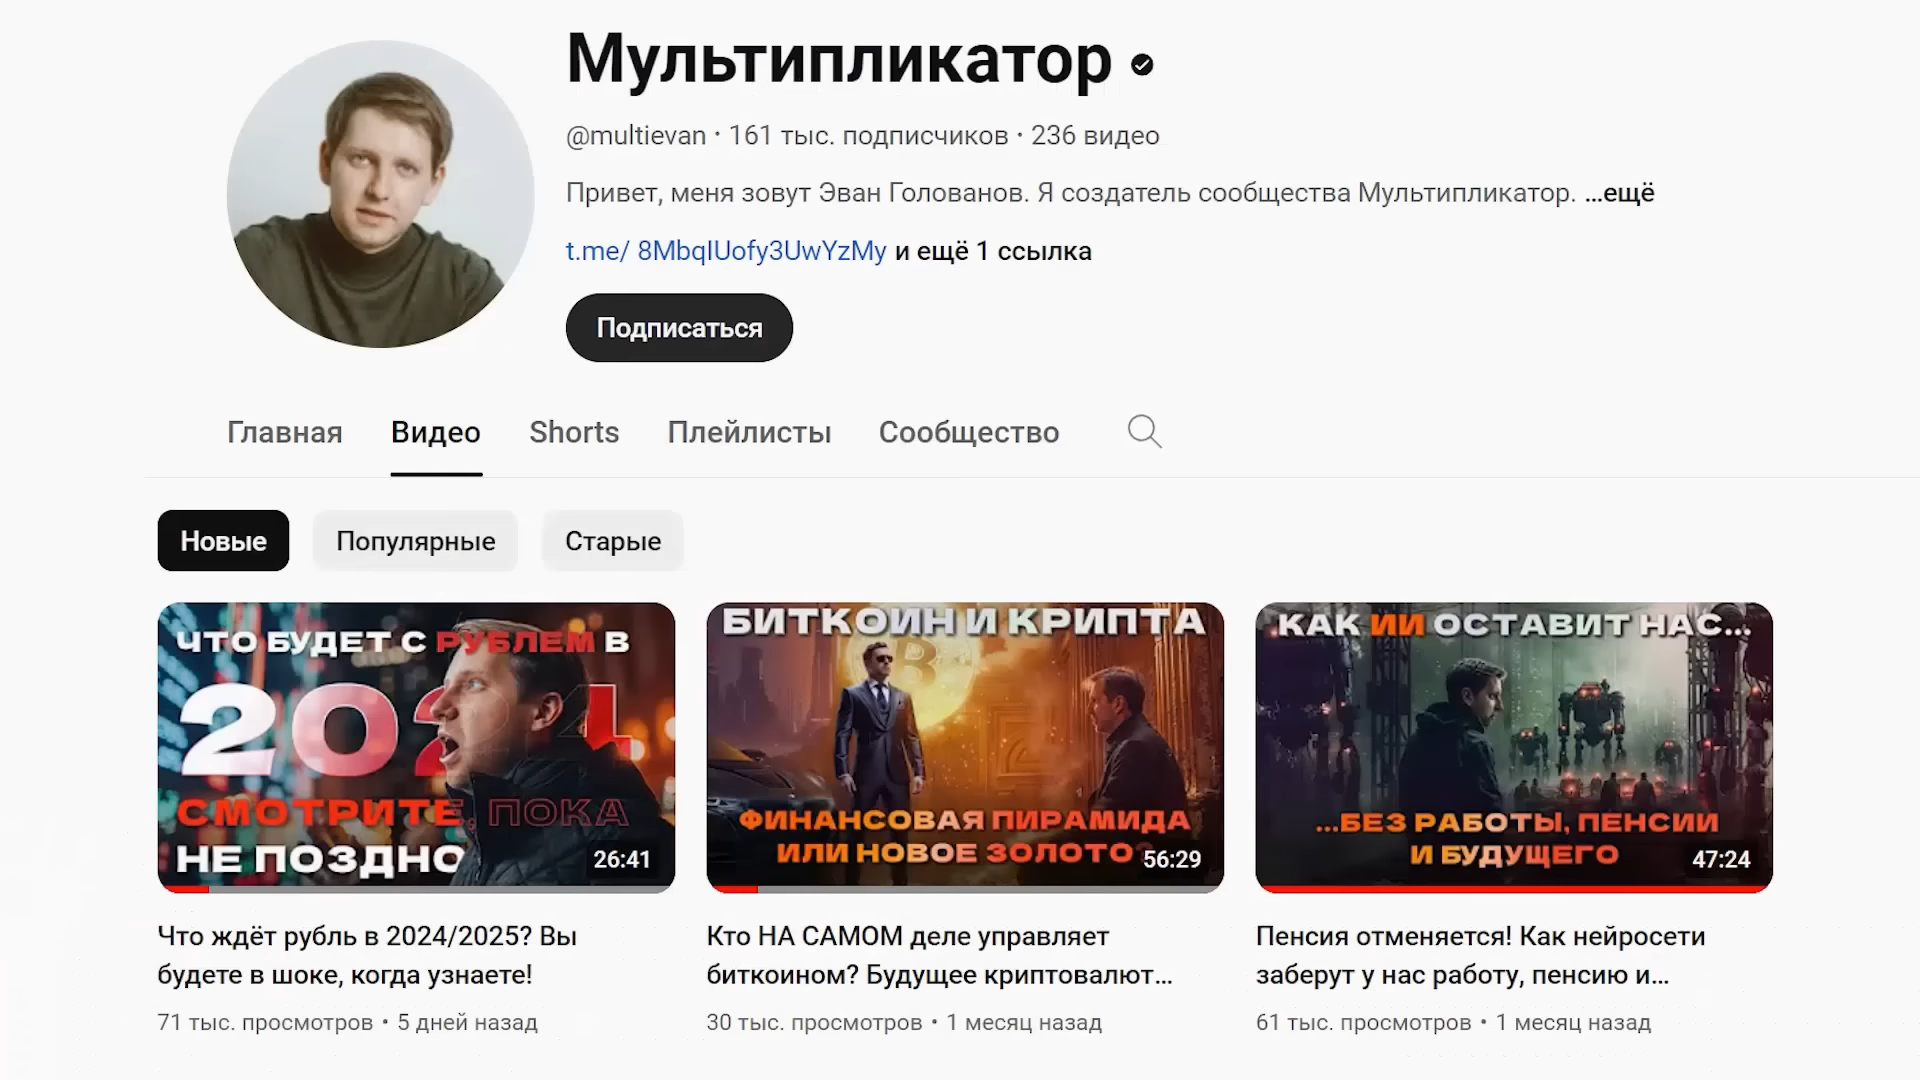 Мультипликатор
@multievan • 161 тыс. подписчиков • 236 видео
Привет, меня зовут Эван Голованов. Я создатель сообщества Мультипликатор. ...ещё
t.me/ 8MbqIUofy3UwYzMy и ещё 1 ссылка
Подписаться
Главная Видео Shorts Плейлисты Сообщество
Новые Популярные Старые
ЧТО БУДЕТ С РУБЛЕМ В
2024
СМОТРИТЕ, ПОКА
НЕ ПОЗДНО
26:41
БИТКОИН И КРИПТА
ФИНАНСОВАЯ ПИРАМИДА
ИЛИ НОВОЕ ЗОЛОТО?
56:29
КАК ИИ ОСТАВИТ НАС...
...БЕЗ РАБОТЫ, ПЕНСИИ
И БУДУЩЕГО
47:24
Что ждёт рубль в 2024/2025? Вы
будете в шоке, когда узнаете!
71 тыс. просмотров • 5 дней назад
Кто НА САМОМ деле управляет
биткоином? Будущее криптовалют...
30 тыс. просмотров • 1 месяц назад
Пенсия отменяется! Как нейросети
заберут у нас работу, пенсию и...
61 тыс. просмотров • 1 месяц назад